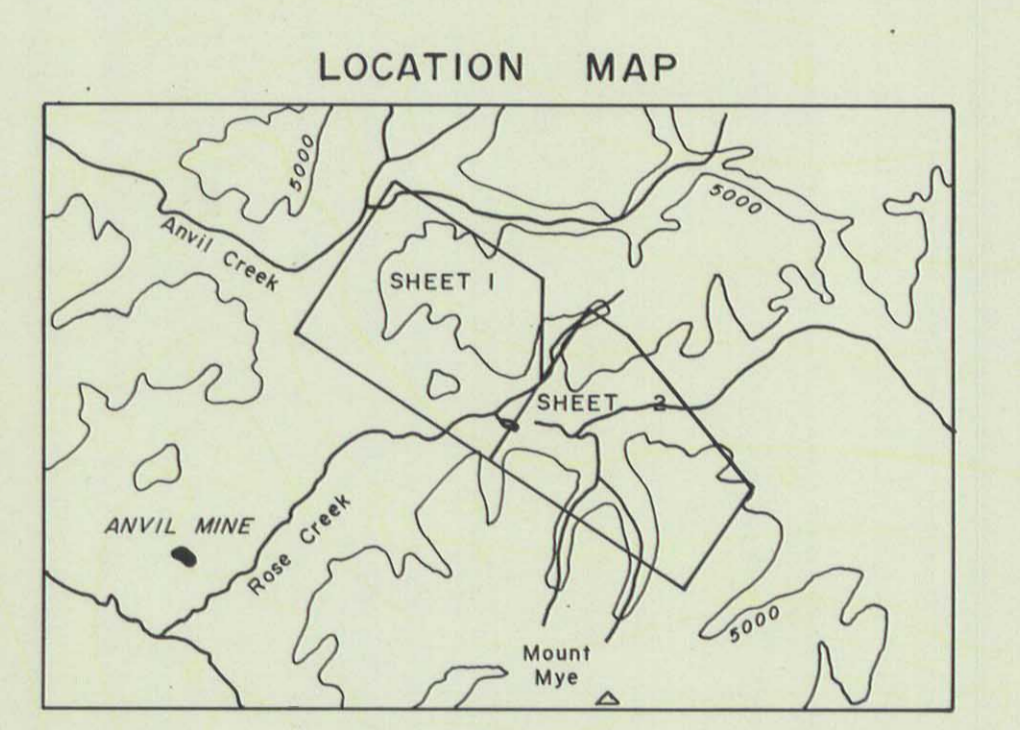 LOCATION MAP
5000
5000
Anvil Creek
SHEET 1
SHEET 2
ANVIL MINE
Rose Creek
5000
Mount
Mye